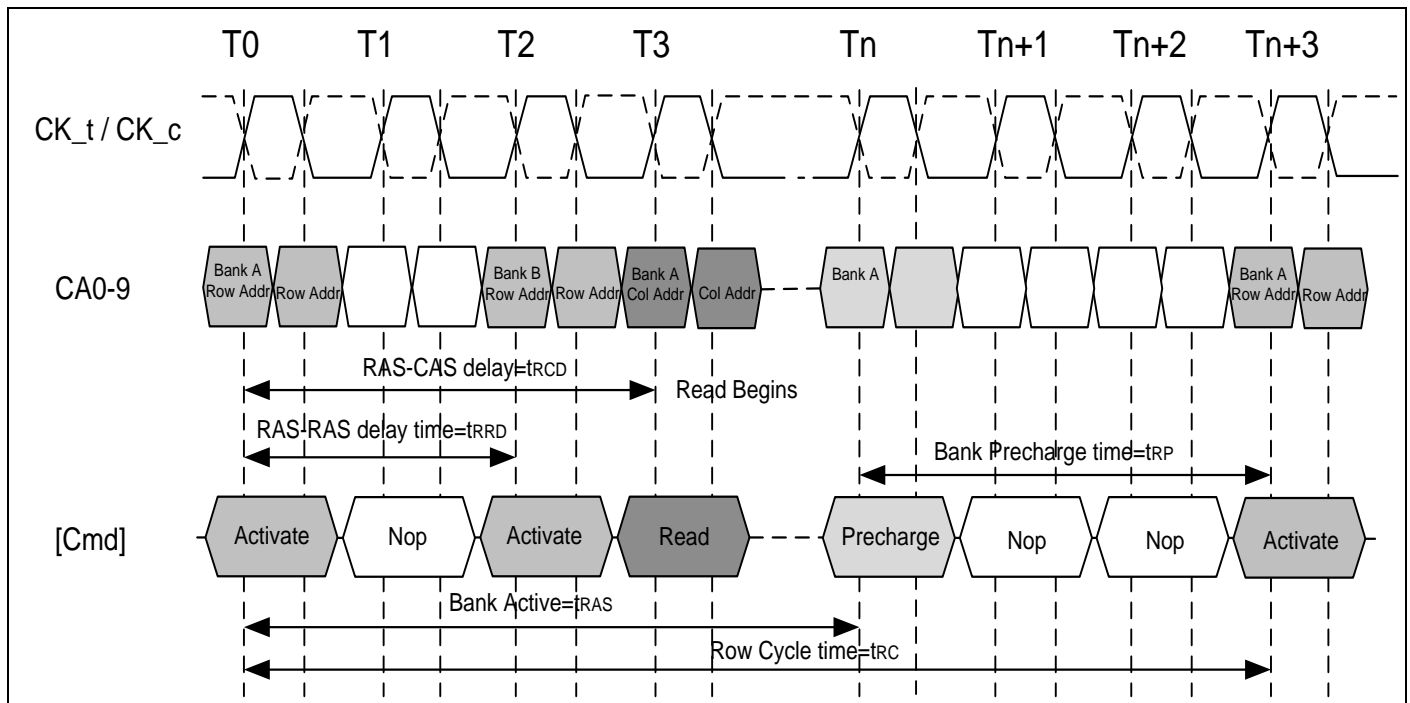 T0 T1 T2 T3 Tn Tn+1 Tn+2 Tn+3
CK_t / CK_c
CA0-9
Bank A
Row Addr
Row Addr
Bank B
Row Addr
Row Addr
Bank A
Col Addr
Col Addr
Bank A
Bank A
Row Addr
Row Addr
RAS-CAS delay=tRCD
Read Begins
RAS-RAS delay time=tRRD
Bank Precharge time=tRP
[Cmd]
Activate Nop Activate Read Precharge Nop Nop Activate
Bank Active=tRAS
Row Cycle time=tRC